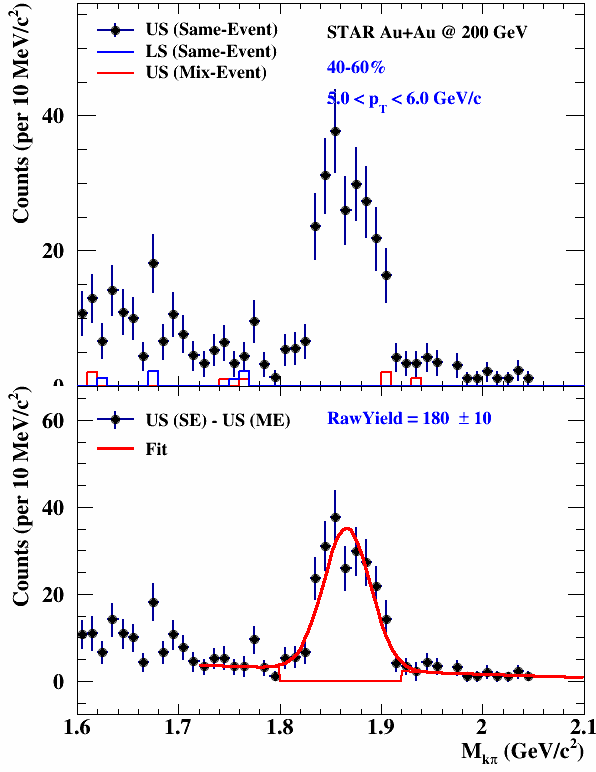 US (Same-Event)
LS (Same-Event)
US (Mix-Event)
STAR Au+Au @ 200 GeV
40-60%
5.0 < p_T < 6.0 GeV/c
Counts (per 10 MeV/c²)
40
20
0
US (SE) - US (ME)
Fit
RawYield = 180 ± 10
Counts (per 10 MeV/c²)
60
40
20
0
1.6 1.7 1.8 1.9 2 2.1
M_kπ (GeV/c²)